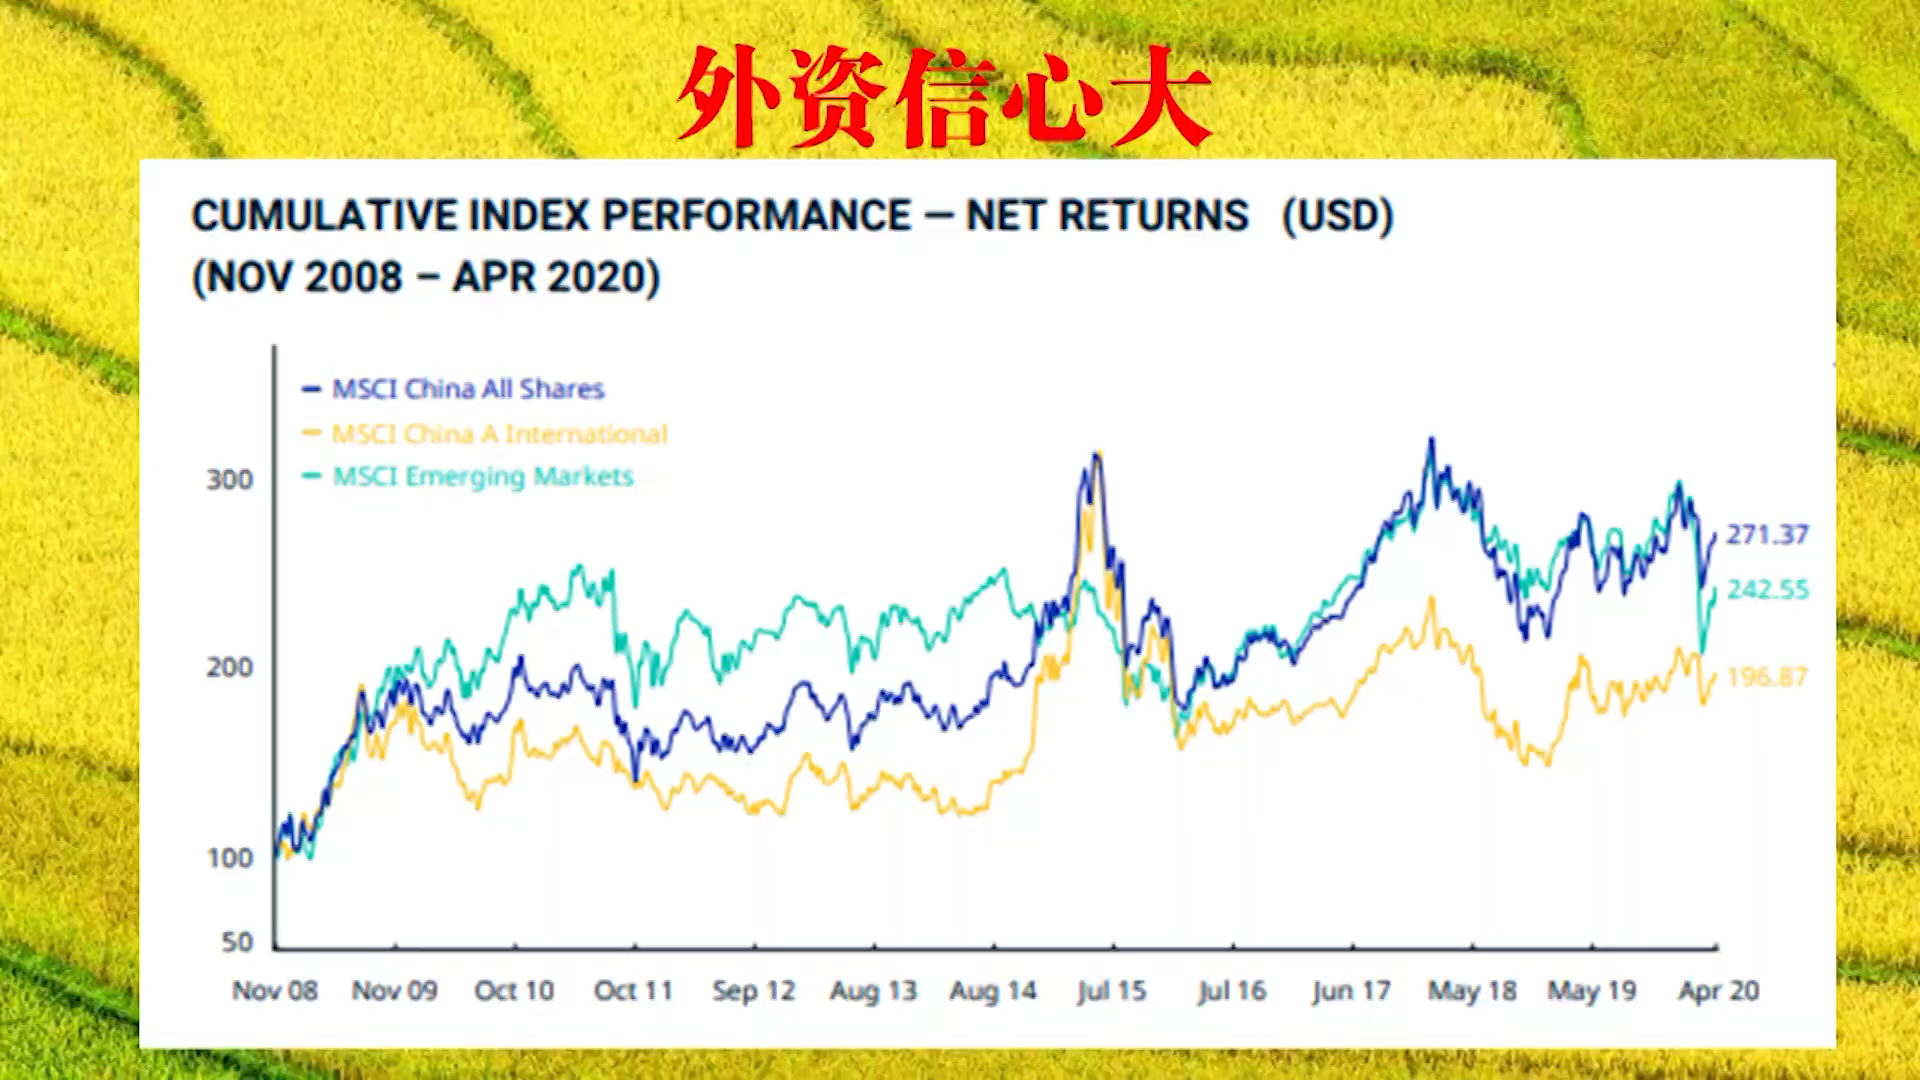 外资信心大
CUMULATIVE INDEX PERFORMANCE — NET RETURNS (USD)
(NOV 2008 – APR 2020)
MSCI China All Shares
MSCI China A International
MSCI Emerging Markets
300
200
100
50
271.37
242.55
196.87
Nov 08 Nov 09 Oct 10 Oct 11 Sep 12 Aug 13 Aug 14 Jul 15 Jul 16 Jun 17 May 18 May 19 Apr 20